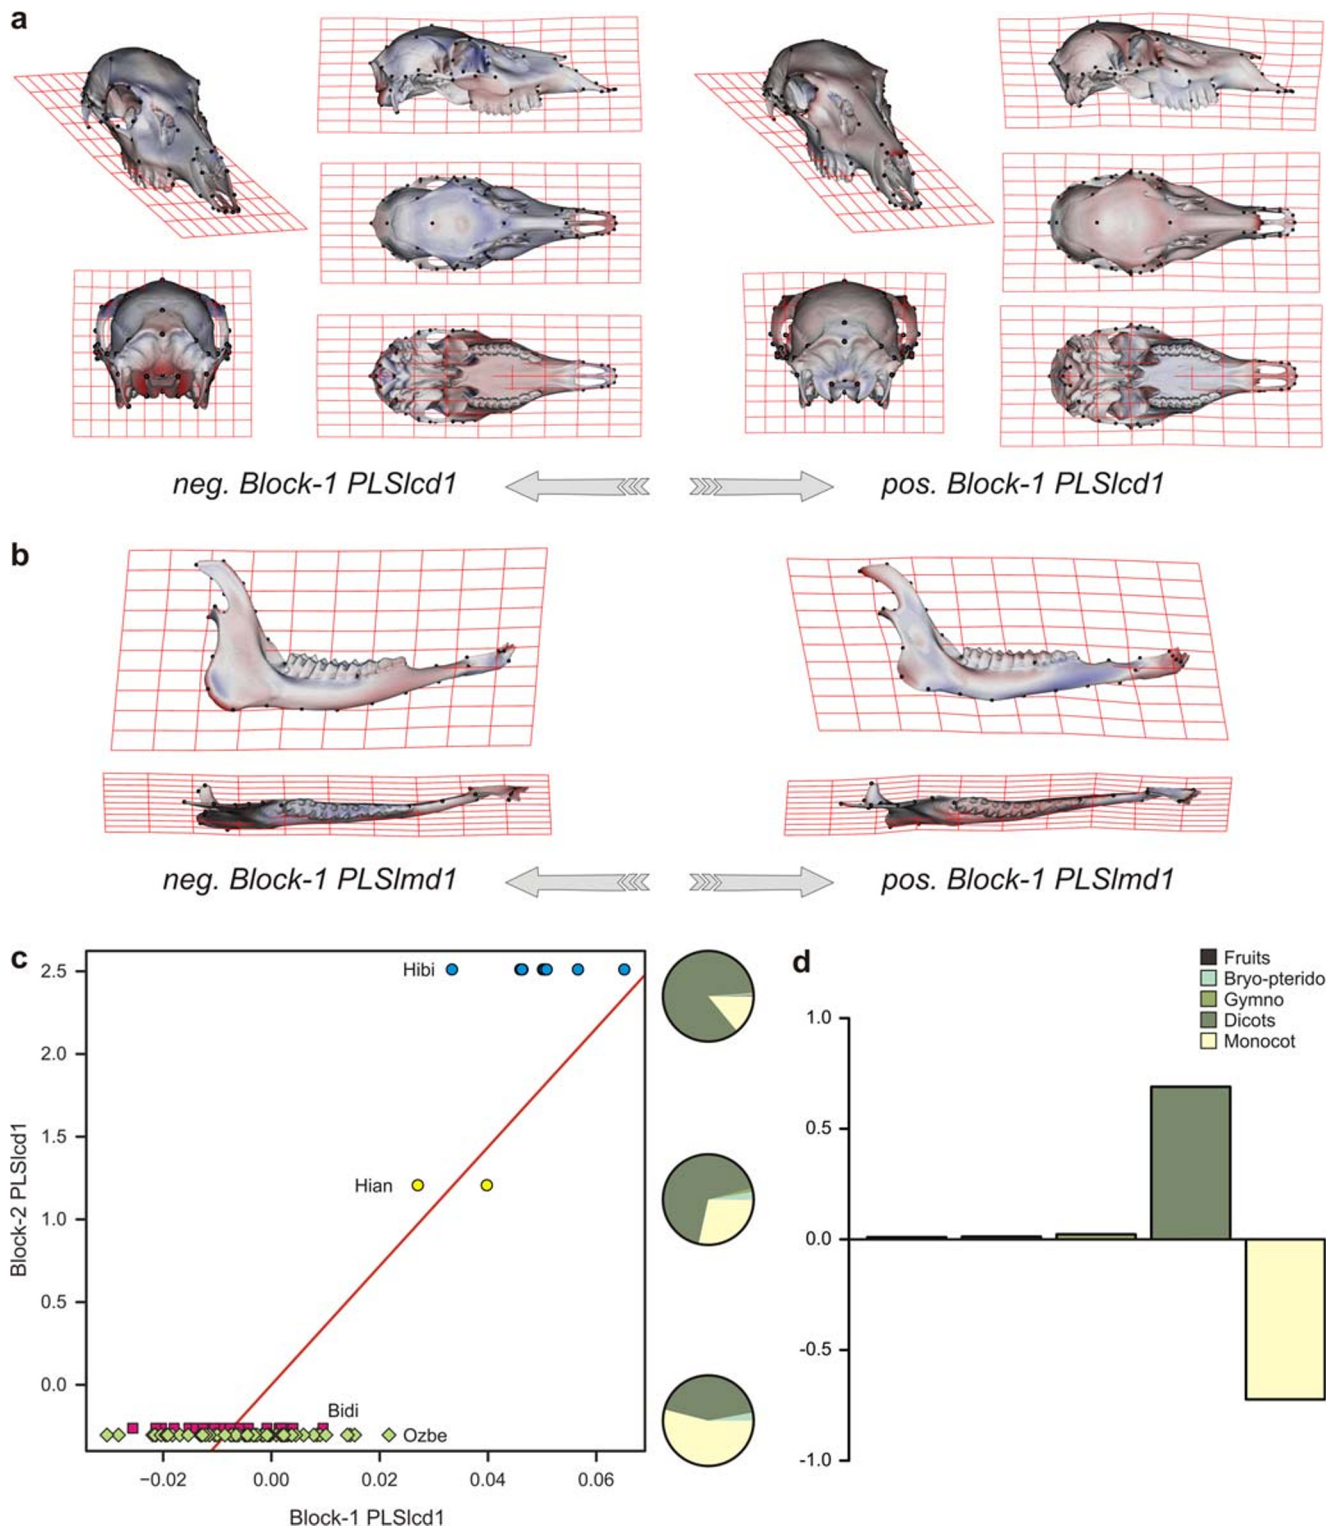 a
neg. Block-1 PLSlcd1
pos. Block-1 PLSlcd1
b
neg. Block-1 PLSlmd1
pos. Block-1 PLSlmd1
c
Block-2 PLSlcd1
2.5
2.0
1.5
1.0
0.5
0.0
Hibi
Hian
Bidi
Ozbe
−0.02
0.00
0.02
0.04
0.06
Block-1 PLSlcd1
d
Fruits
Bryo-pterido
Gymno
Dicots
Monocot
1.0
0.5
0.0
-0.5
-1.0